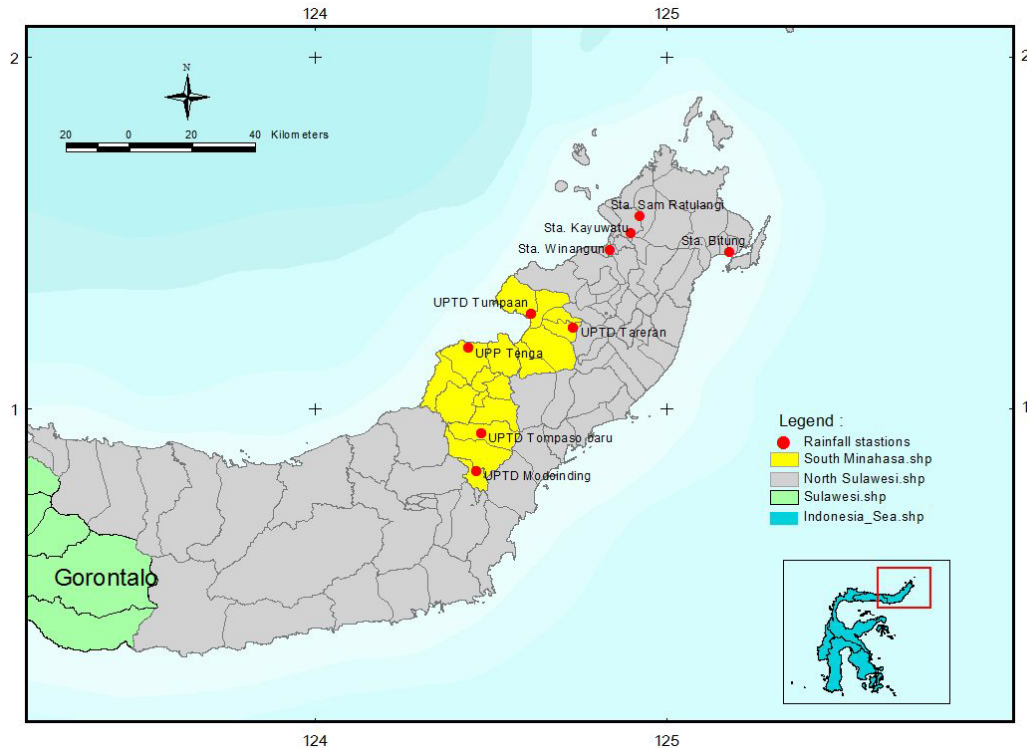 124
125
2
2
N
20 0 20 40 Kilometers
Sta. Sam Ratulangi
Sta. Kayuwatu
Sta. Winangun
Sta. Bitung
UPTD Tumpaan
UPTD Tareran
UPP Tenga
1
1
UPTD Tompaso baru
UPTD Modoinding
Legend :
Rainfall stastions
South Minahasa.shp
North Sulawesi.shp
Sulawesi.shp
Indonesia_Sea.shp
Gorontalo
124
125